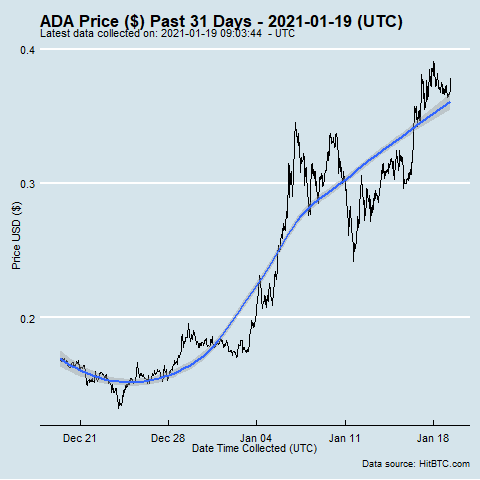 ADA Price ($) Past 31 Days - 2021-01-19 (UTC)
Latest data collected on: 2021-01-19 09:03:44 - UTC
0.4
0.3
0.2
Price USD ($)
Dec 21 Dec 28 Jan 04 Jan 11 Jan 18
Date Time Collected (UTC)
Data source: HitBTC.com